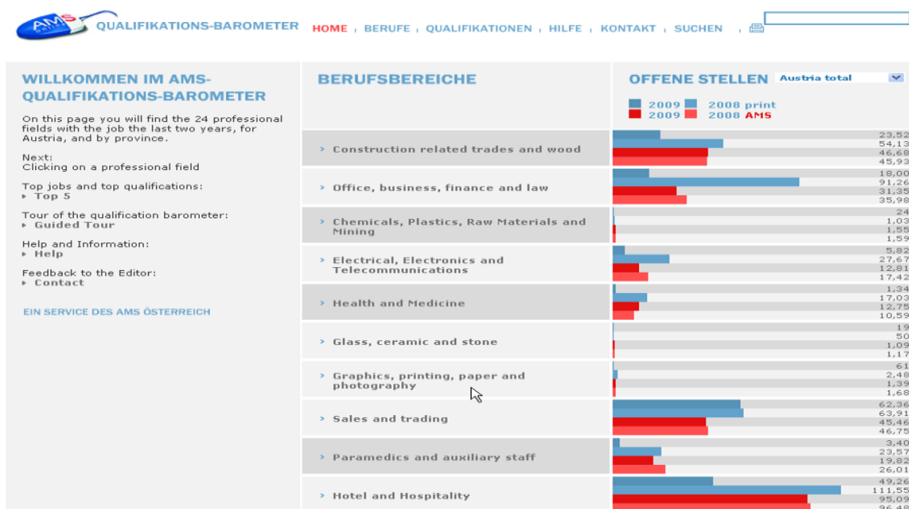 AMS QUALIFIKATIONS-BAROMETER
HOME , BERUFE , QUALIFIKATIONEN , HILFE , KONTAKT , SUCHEN ,
WILLKOMMEN IM AMS-
QUALIFIKATIONS-BAROMETER
On this page you will find the 24 professional
fields with the job the last two years, for
Austria, and by province.
Next:
Clicking on a professional field
Top jobs and top qualifications:
Top 5
Tour of the qualification barometer:
Guided Tour
Help and Information:
Help
Feedback to the Editor:
Contact
EIN SERVICE DES AMS ÖSTERREICH
BERUFSBEREICHE
OFFENE STELLEN Austria total
2009 2008 print
2009 2008 AMS
Construction related trades and wood
23,52
54,13
46,68
45,93
Office, business, finance and law
18,00
91,26
31,35
35,98
Chemicals, Plastics, Raw Materials and
Mining
24
1,03
1,55
1,59
Electrical, Electronics and
Telecommunications
5,82
27,67
12,81
17,42
Health and Medicine
1,34
17,03
12,75
10,59
Glass, ceramic and stone
19
50
1,09
1,17
Graphics, printing, paper and
photography
61
2,48
1,39
1,68
Sales and trading
62,36
63,91
45,46
46,75
Paramedics and auxiliary staff
3,40
23,57
19,82
26,01
Hotel and Hospitality
49,26
111,55
95,09
96,48